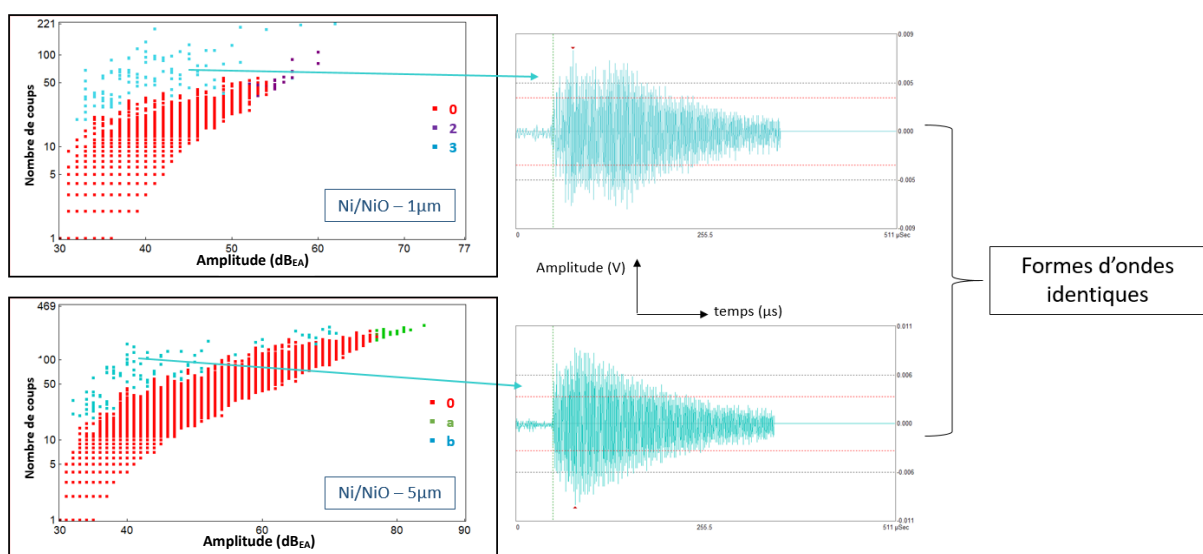 221
100
50
10
5
1
Nombre de coups
0
2
3
Ni/NiO – 1µm
30
40
50
60
70
77
Amplitude (dBEA)
0.009
0.005
0.000
-0.005
-0.009
0
255.5
511 µSec
Amplitude (V)
temps (µs)
Formes d’ondes
identiques
469
50
10
5
1
Nombre de coups
0
a
b
Ni/NiO – 5µm
30
40
60
80
90
Amplitude (dBEA)
0.011
0.006
0.000
-0.006
-0.011
0
255.5
511 µSec